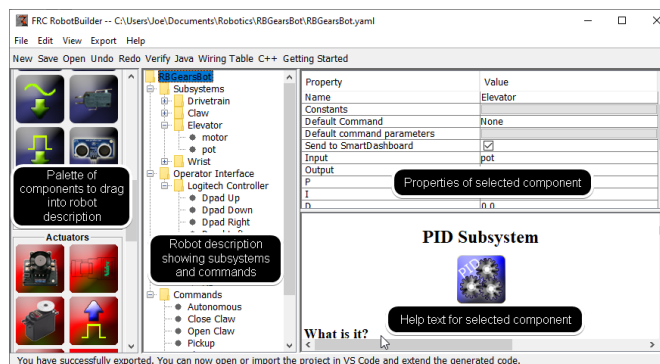 FRC RobotBuilder -- C:\Users\Joe\Documents\Robotics\RBGearsBot\RBGearsBot.yaml
File Edit View Export Help
New Save Open Undo Redo Verify Java Wiring Table C++ Getting Started
Palette of
components to drag
into robot
description
Actuators
RBGearsBot
Subsystems
Drivetrain
Claw
Elevator
motor
pot
Wrist
Operator Interface
Logitech Controller
Dpad Up
Dpad Down
Dpad Right
Robot description
showing subsystems
and commands
Commands
Autonomous
Close Claw
Open Claw
Pickup
Property Value
Name Elevator
Constants
Default Command None
Default command parameters
Send to SmartDashboard
Input pot
Output
P
I
D 0.0
Properties of selected component
PID Subsystem
PID
Help text for selected component
What is it?
You have successfully exported. You can now open or import the project in VS Code and extend the generated code.